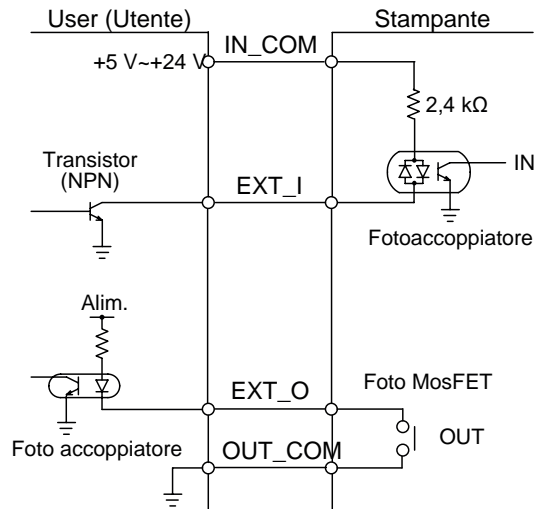 User (Utente)
Stampante
IN_COM
+5 V~+24 V
2,4 kΩ
Transistor
(NPN)
IN
EXT_I
Fotoaccoppiatore
Alim.
EXT_O
Foto MosFET
OUT
Foto accoppiatore
OUT_COM